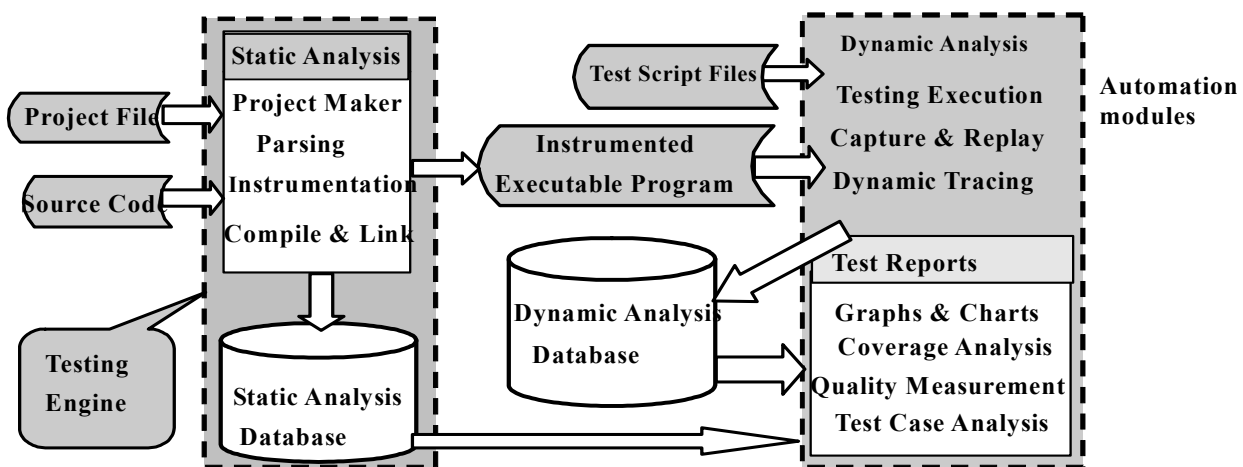 Static Analysis
Project Maker
Parsing
Instrumentation
Compile & Link
Project File
Source Code
Testing
Engine
Static Analysis
Database
Test Script Files
Instrumented
Executable Program
Dynamic Analysis
Database
Dynamic Analysis
Testing Execution
Capture & Replay
Dynamic Tracing
Automation
modules
Test Reports
Graphs & Charts
Coverage Analysis
Quality Measurement
Test Case Analysis